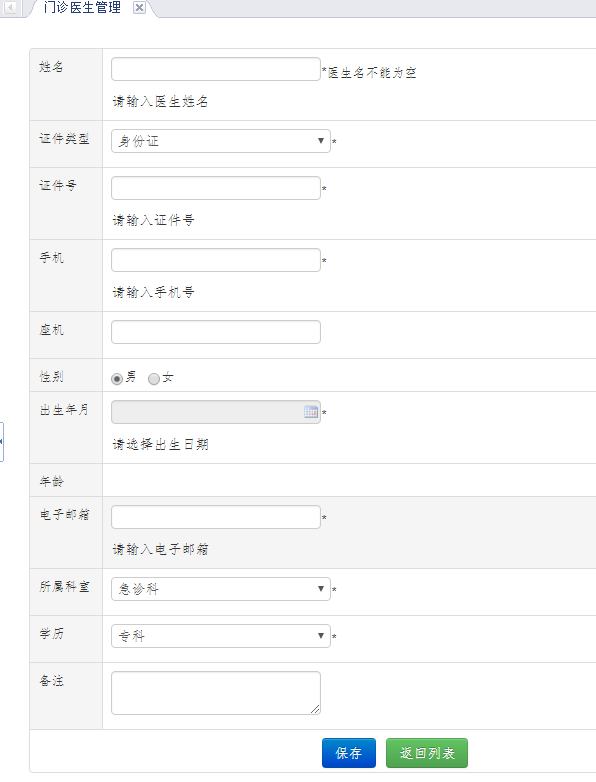 门诊医生管理
姓名 *医生名不能为空
请输入医生姓名
证件类型 身份证 *
证件号 *
请输入证件号
手机 *
请输入手机号
座机
性别 男 女
出生年月 *
请选择出生日期
年龄
电子邮箱 *
请输入电子邮箱
所属科室 急诊科 *
学历 专科 *
备注
保存 返回列表